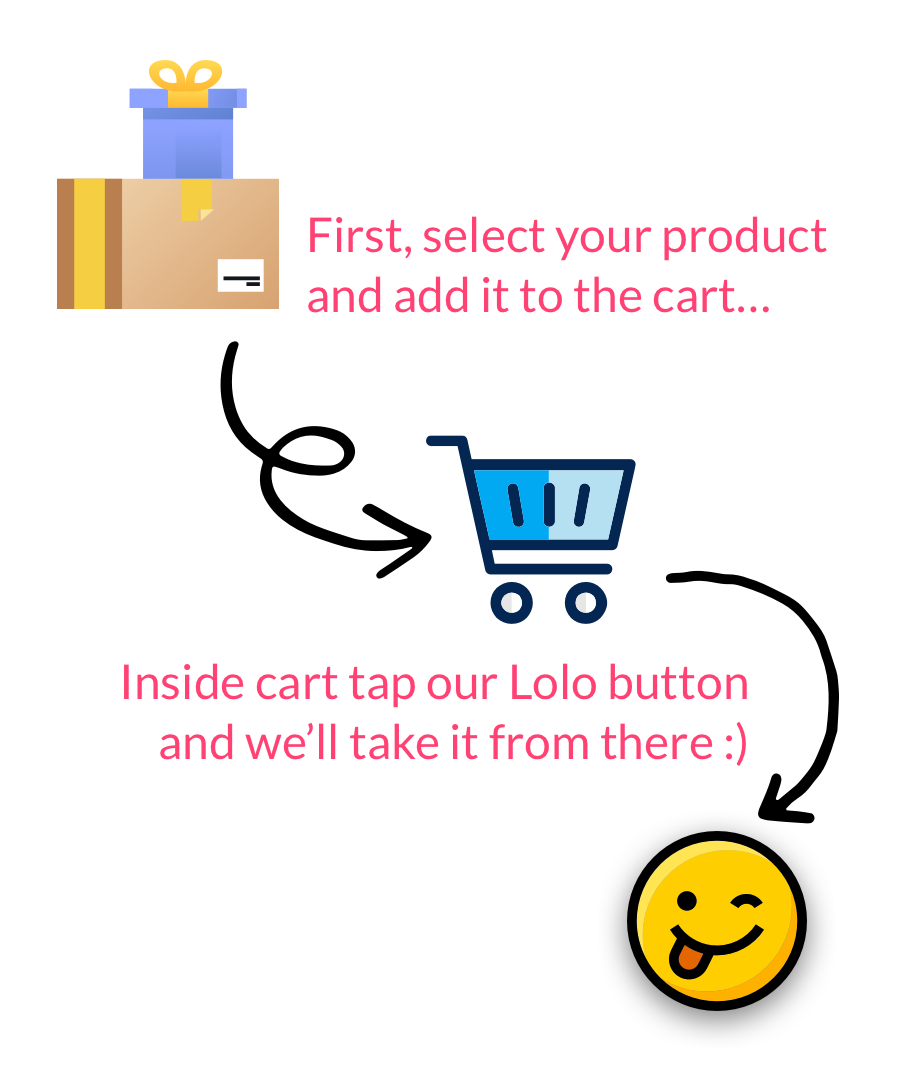 First, select your product
and add it to the cart...
Inside cart tap our Lolo button
and we’ll take it from there :)